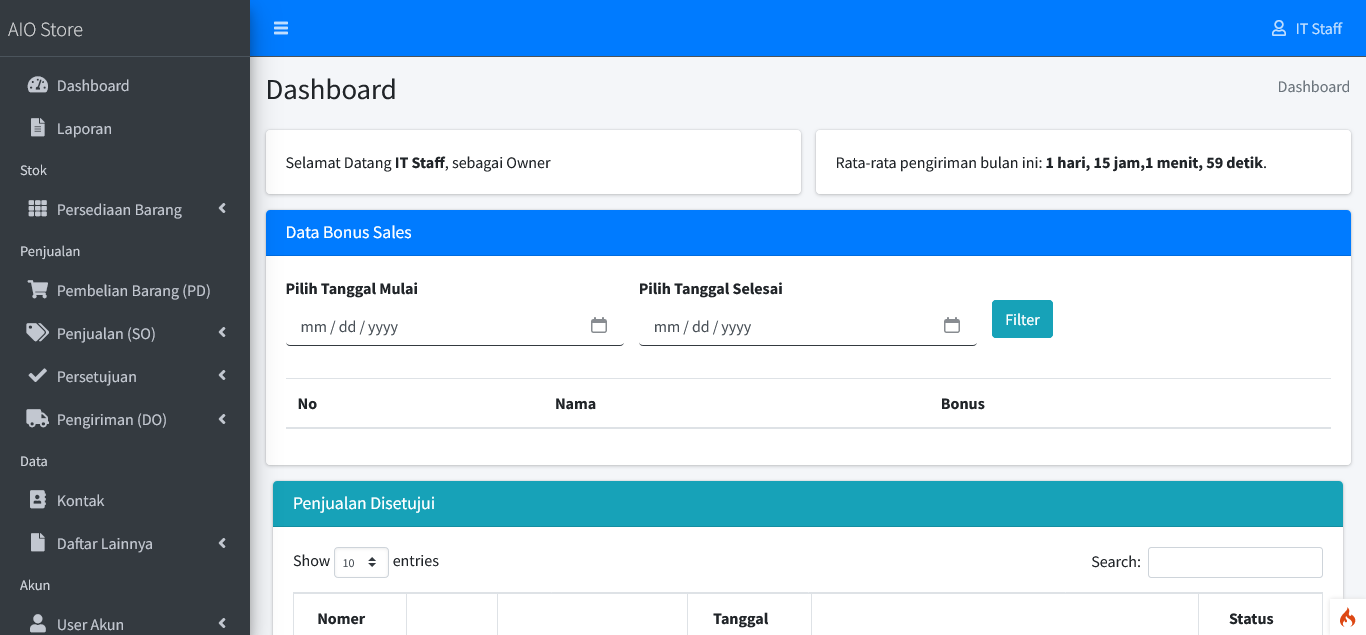 AIO Store
IT Staff
Dashboard
Laporan
Stok
Persediaan Barang
Penjualan
Pembelian Barang (PD)
Penjualan (SO)
Persetujuan
Pengiriman (DO)
Data
Kontak
Daftar Lainnya
Akun
User Akun
Dashboard
Dashboard
Selamat Datang IT Staff, sebagai Owner
Rata-rata pengiriman bulan ini: 1 hari, 15 jam,1 menit, 59 detik.
Data Bonus Sales
Pilih Tanggal Mulai
Pilih Tanggal Selesai
mm / dd / yyyy
mm / dd / yyyy
Filter
No Nama Bonus
Penjualan Disetujui
Show 10 entries
Search:
Nomer Tanggal Status